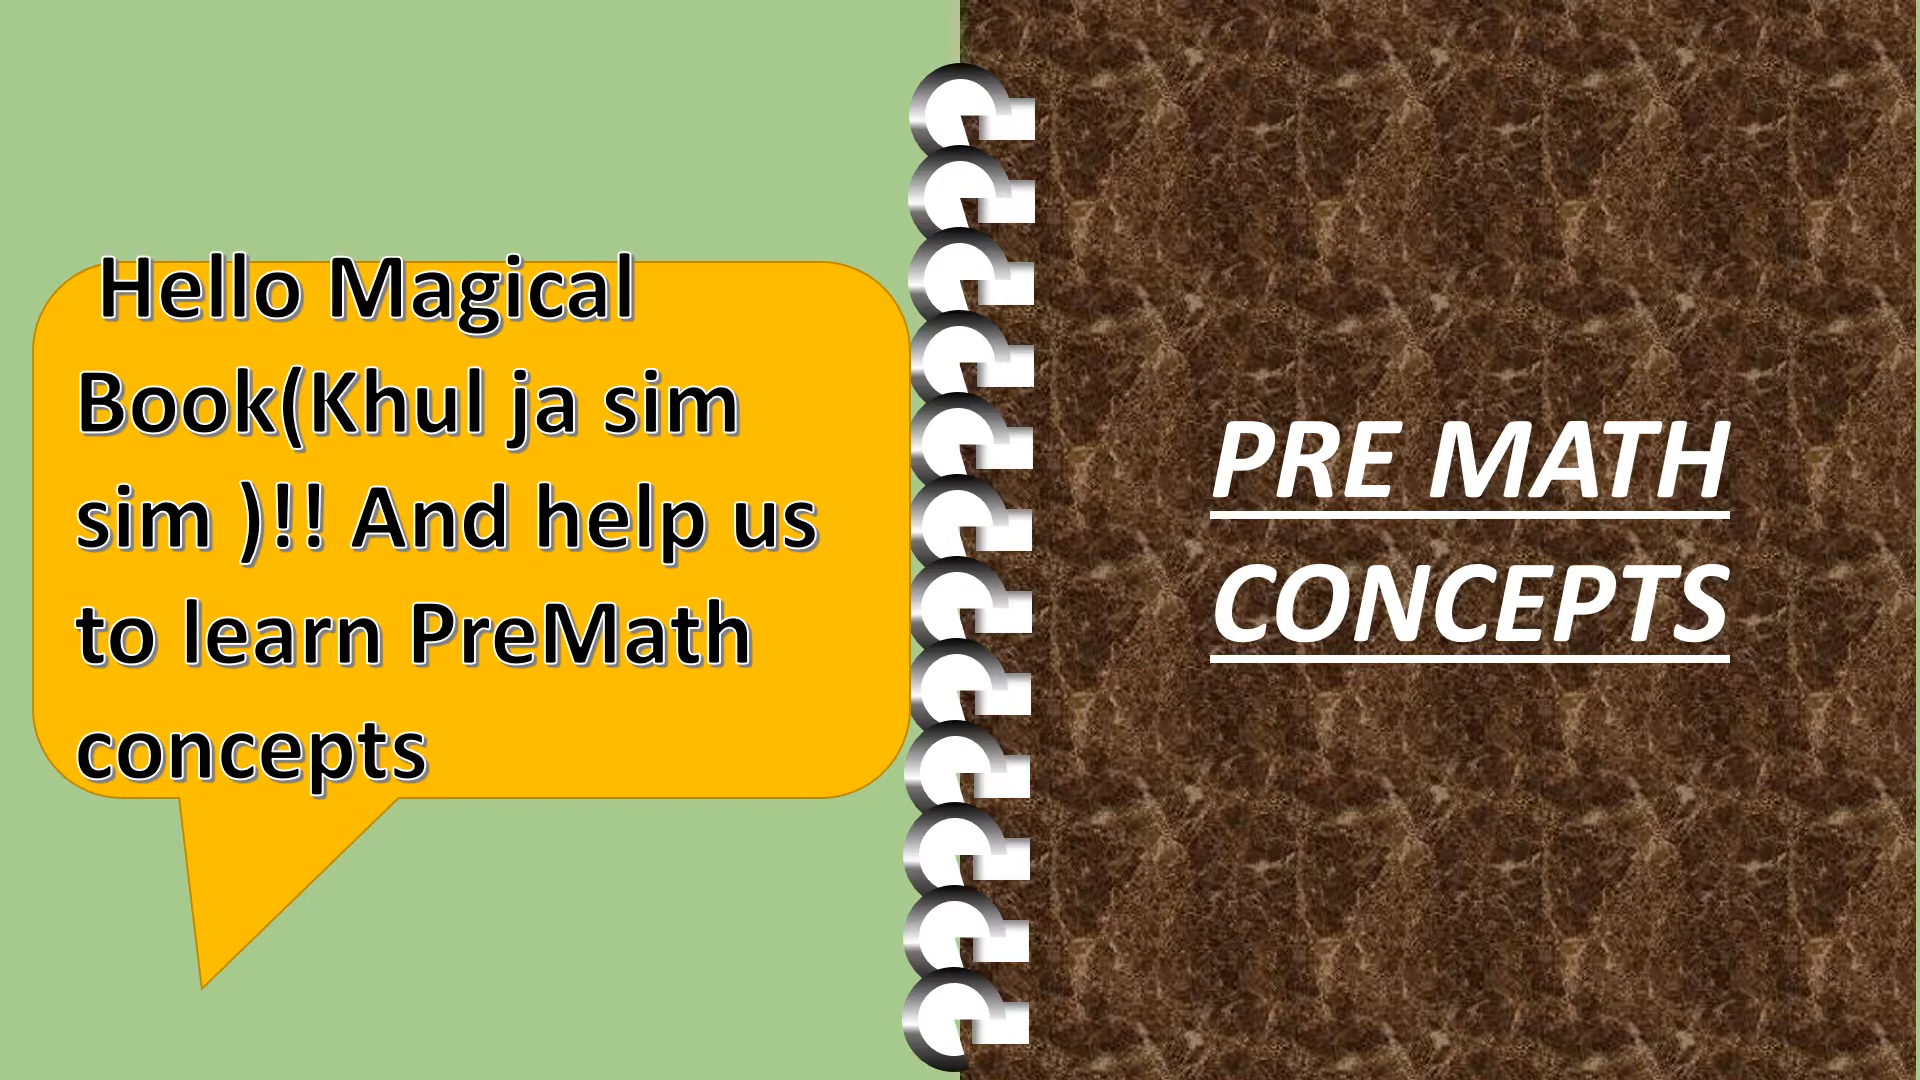 Hello Magical
Book(Khul ja sim
sim )!! And help us
to learn PreMath
concepts
PRE MATH
CONCEPTS